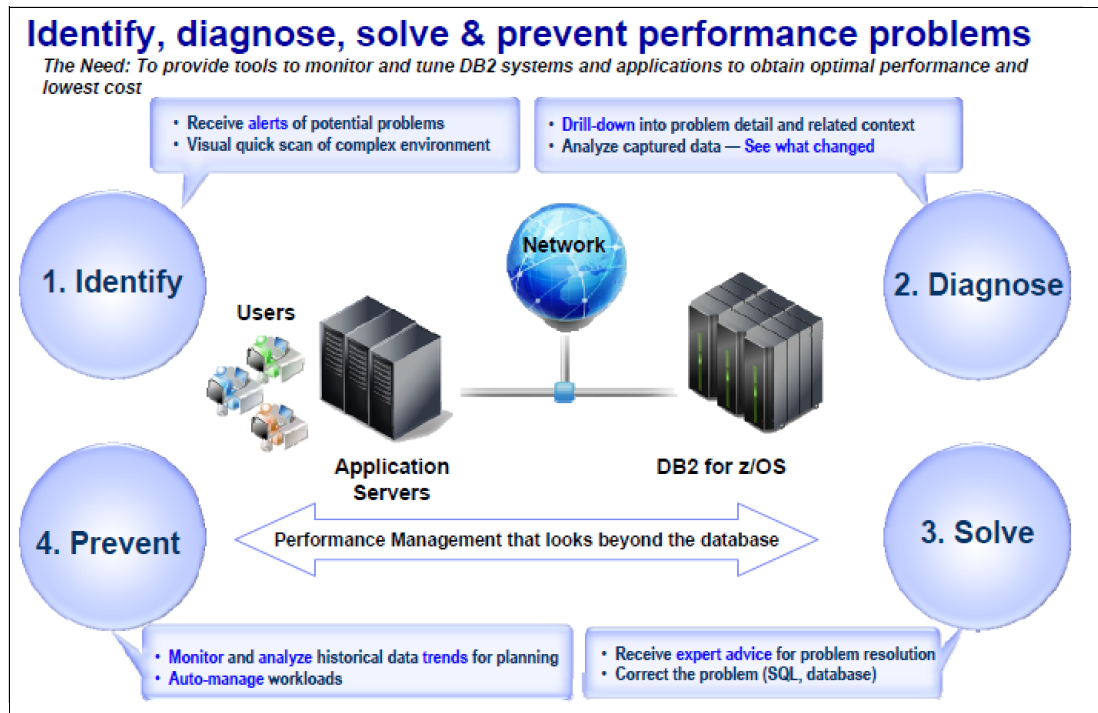 Identify, diagnose, solve & prevent performance problems
The Need: To provide tools to monitor and tune DB2 systems and applications to obtain optimal performance and
lowest cost
• Receive alerts of potential problems
• Visual quick scan of complex environment
• Drill-down into problem detail and related context
• Analyze captured data — See what changed
1. Identify
Network
2. Diagnose
Users
Application
Servers
DB2 for z/OS
4. Prevent
Performance Management that looks beyond the database
3. Solve
• Monitor and analyze historical data trends for planning
• Auto-manage workloads
• Receive expert advice for problem resolution
• Correct the problem (SQL, database)